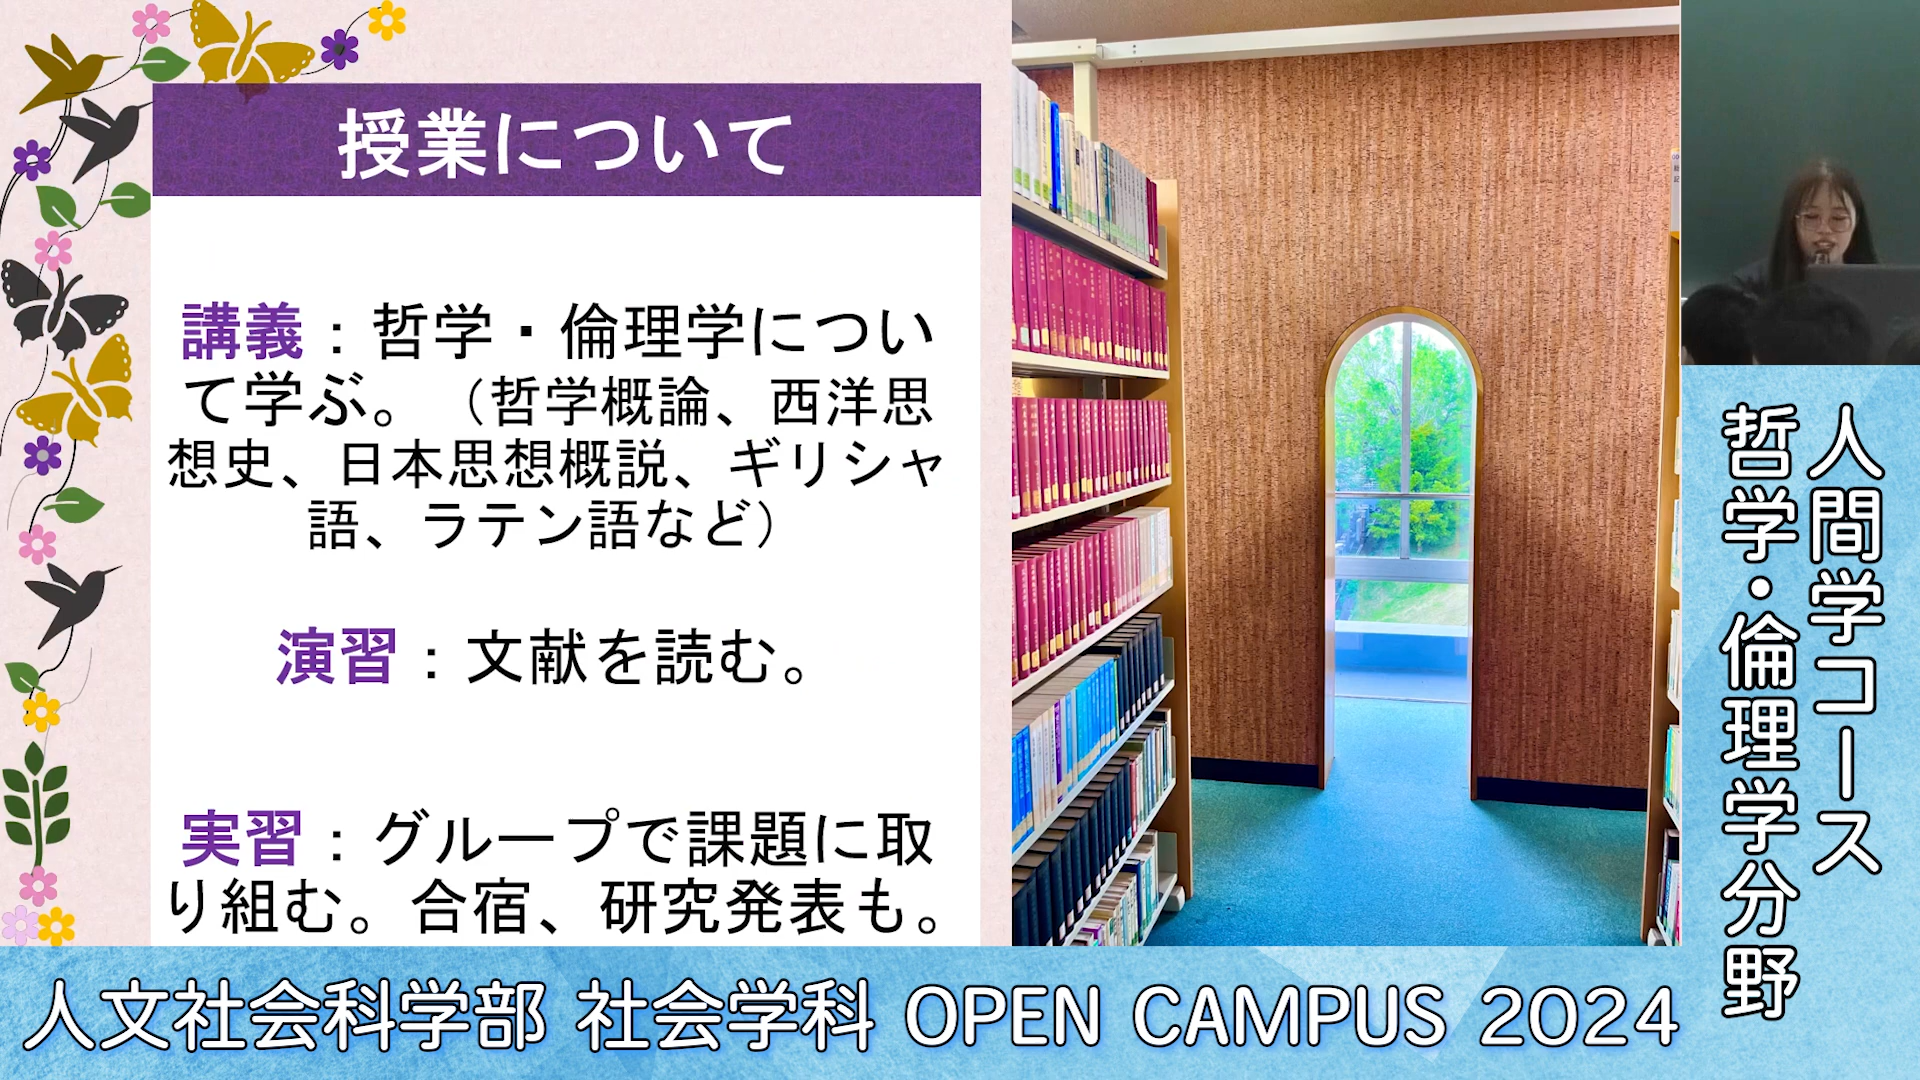 授業について
講義：哲学・倫理学につい
て学ぶ。（哲学概論、西洋思
想史、日本思想概説、ギリシャ
語、ラテン語など）
演習：文献を読む。
実習：グループで課題に取
り組む。合宿、研究発表も。
人間学コース
哲学・倫理学分野
人文社会科学部 社会学科 OPEN CAMPUS 2024